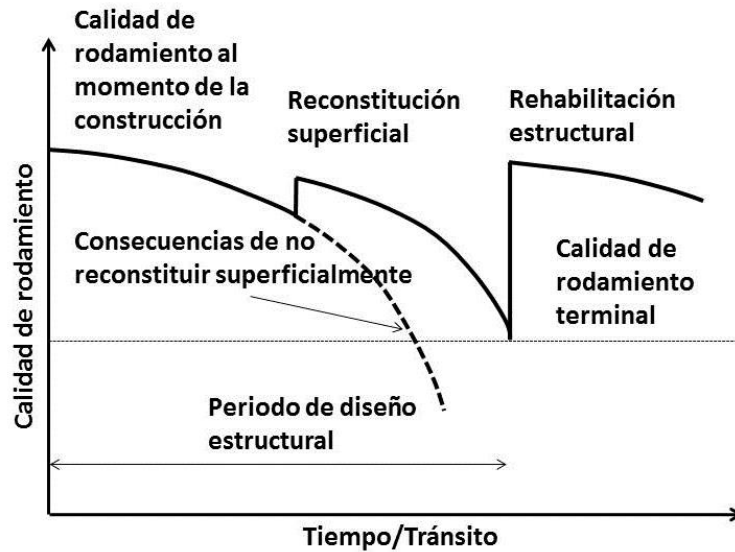 Calidad de
rodamiento al
momento de la
construcción
Reconstitución
superficial
Rehabilitación
estructural
Calidad de rodamiento
Consecuencias de no
reconstituir superficialmente
Calidad de
rodamiento
terminal
Periodo de diseño
estructural
Tiempo/Tránsito